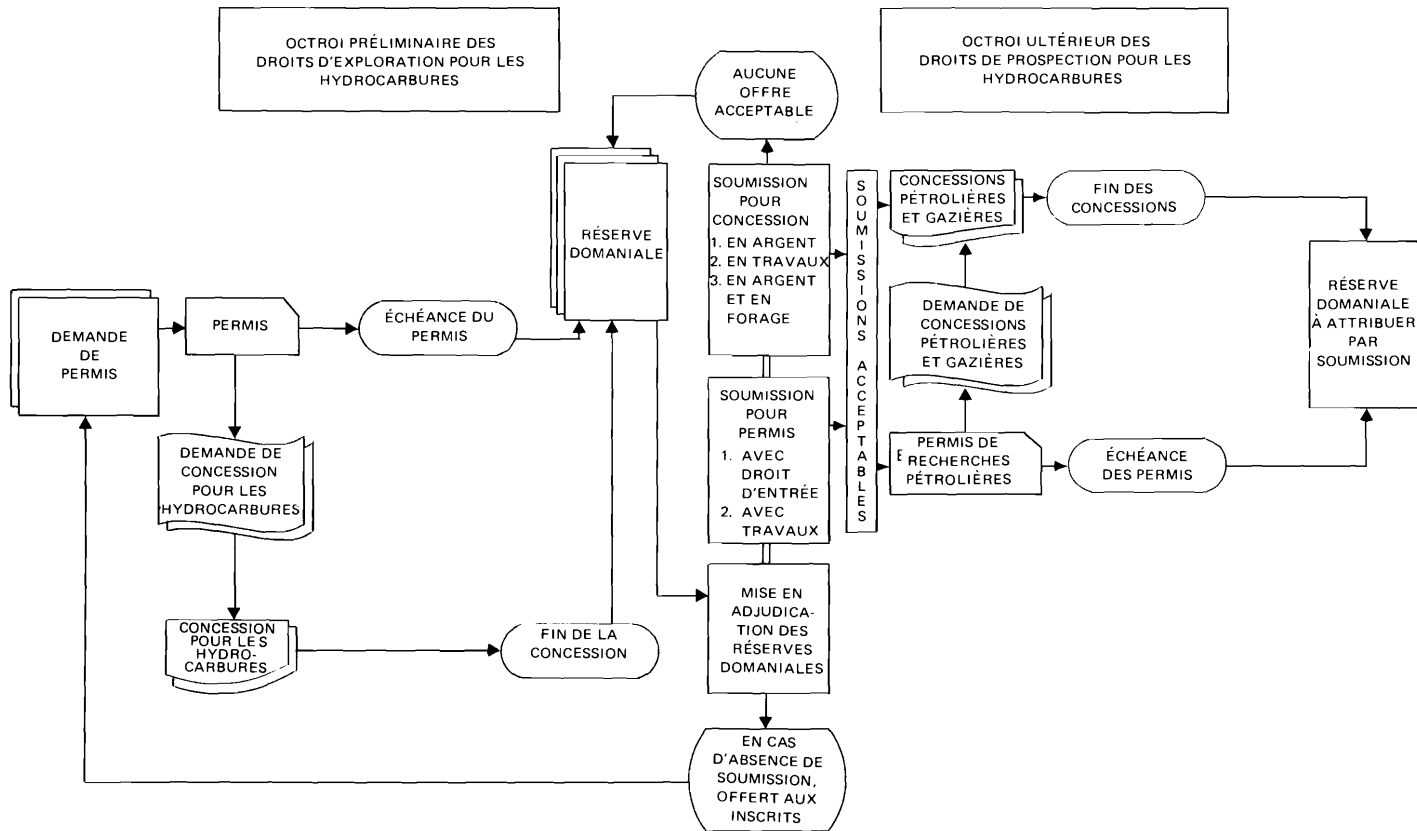 OCTROI PRÉLIMINAIRE DES
DROITS D'EXPLORATION POUR LES
HYDROCARBURES
AUCUNE
OFFRE
ACCEPTABLE
OCTROI ULTÉRIEUR DES
DROITS DE PROSPECTION POUR LES
HYDROCARBURES
DEMANDE
DE
PERMIS
PERMIS
ÉCHÉANCE DU
PERMIS
RÉSERVE
DOMANIALE
DEMANDE DE
CONCESSION
POUR LES
HYDROCARBURES
CONCESSION
POUR LES
HYDRO-
CARBURES
FIN DE LA
CONCESSION
SOUMISSION
POUR
CONCESSION
1. EN ARGENT
2. EN TRAVAUX
3. EN ARGENT
ET EN
FORAGE
SOUMISSION
POUR
PERMIS
1. AVEC
DROIT
D'ENTRÉE
2. AVEC
TRAVAUX
MISE EN
ADJUDICA-
TION DES
RÉSERVES
DOMANIALES
EN CAS
D'ABSENCE DE
SOUMISSION,
OFFERT AUX
INSCRITS
SOUMISSIONS ACCEPTABLES
CONCESSIONS
PÉTROLIÈRES
ET GAZIÈRES
FIN DES
CONCESSIONS
DEMANDE DE
CONCESSIONS
PÉTROLIÈRES
ET GAZIÈRES
PERMIS DE
RECHERCHES
PÉTROLIÈRES
ÉCHÉANCE
DES PERMIS
RÉSERVE
DOMANIALE
À ATTRIBUER
PAR
SOUMISSION